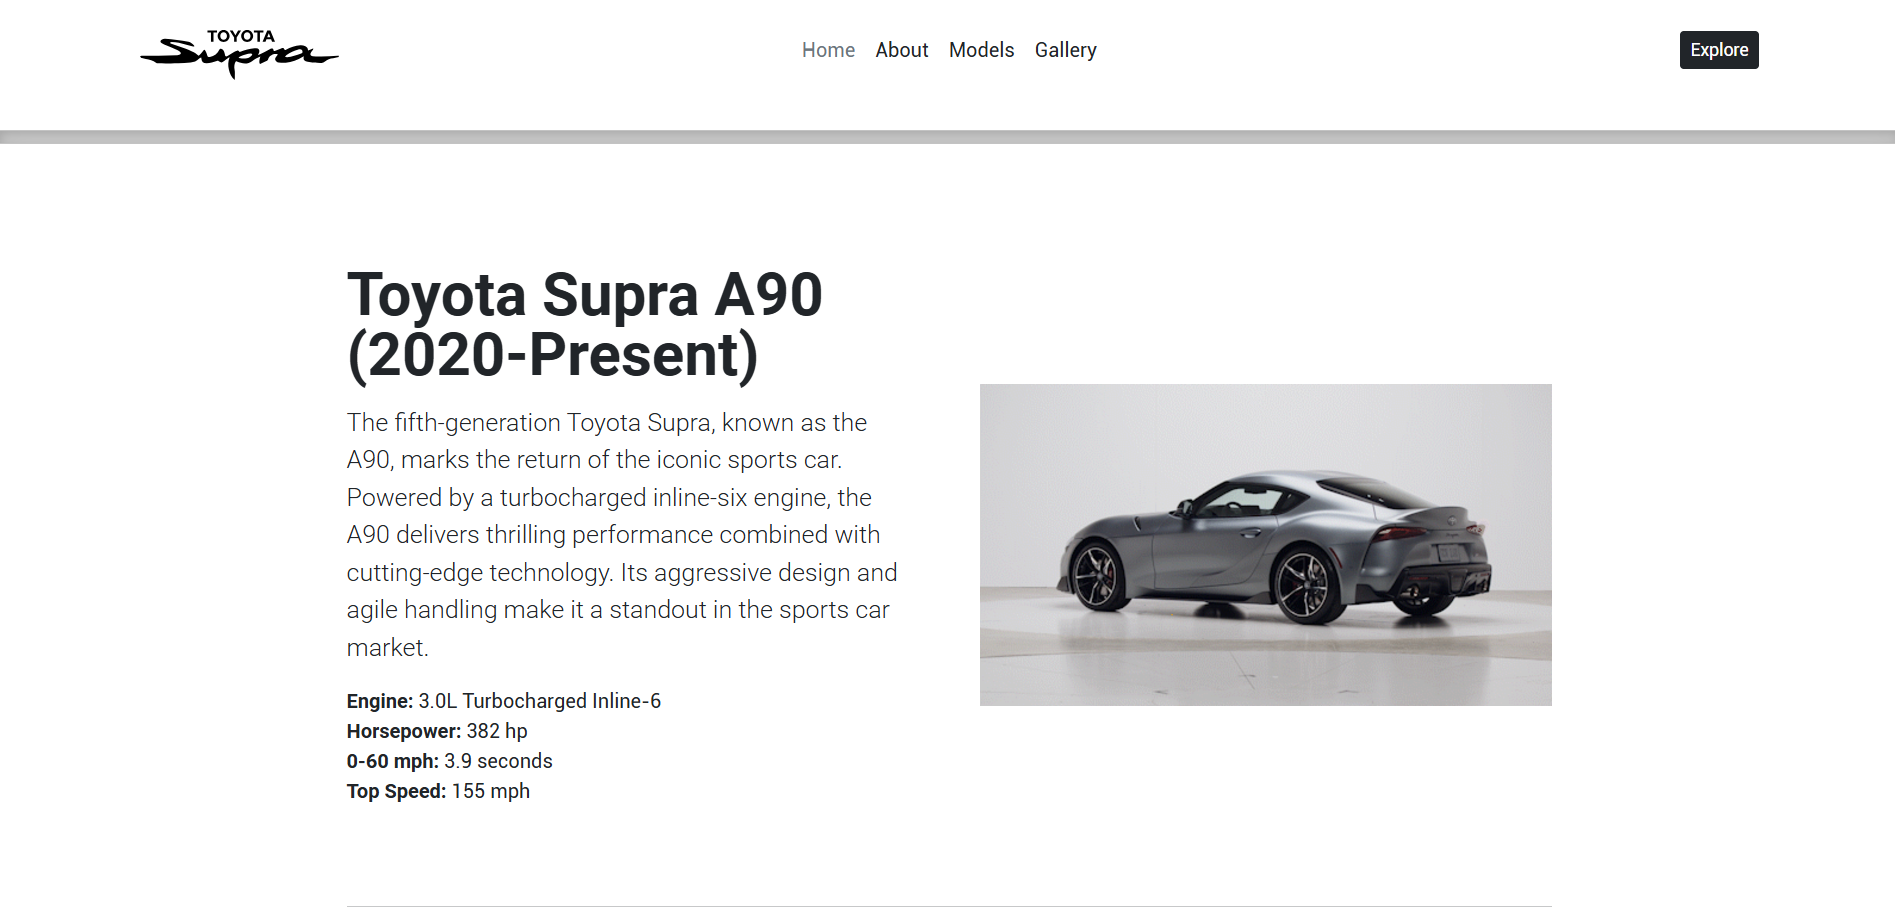 TOYOTA
Supra
Home About Models Gallery
Explore
Toyota Supra A90
(2020-Present)
The fifth-generation Toyota Supra, known as the
A90, marks the return of the iconic sports car.
Powered by a turbocharged inline-six engine, the
A90 delivers thrilling performance combined with
cutting-edge technology. Its aggressive design and
agile handling make it a standout in the sports car
market.
Engine: 3.0L Turbocharged Inline-6
Horsepower: 382 hp
0-60 mph: 3.9 seconds
Top Speed: 155 mph